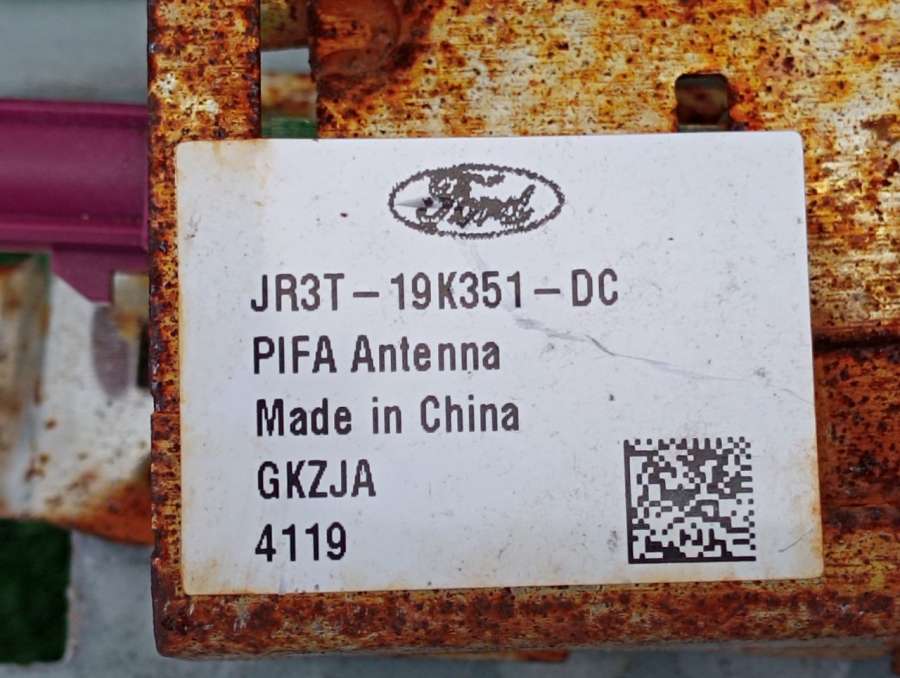 Ford
JR3T-19K351-DC
PIFA Antenna
Made in China
GKZJA
4119